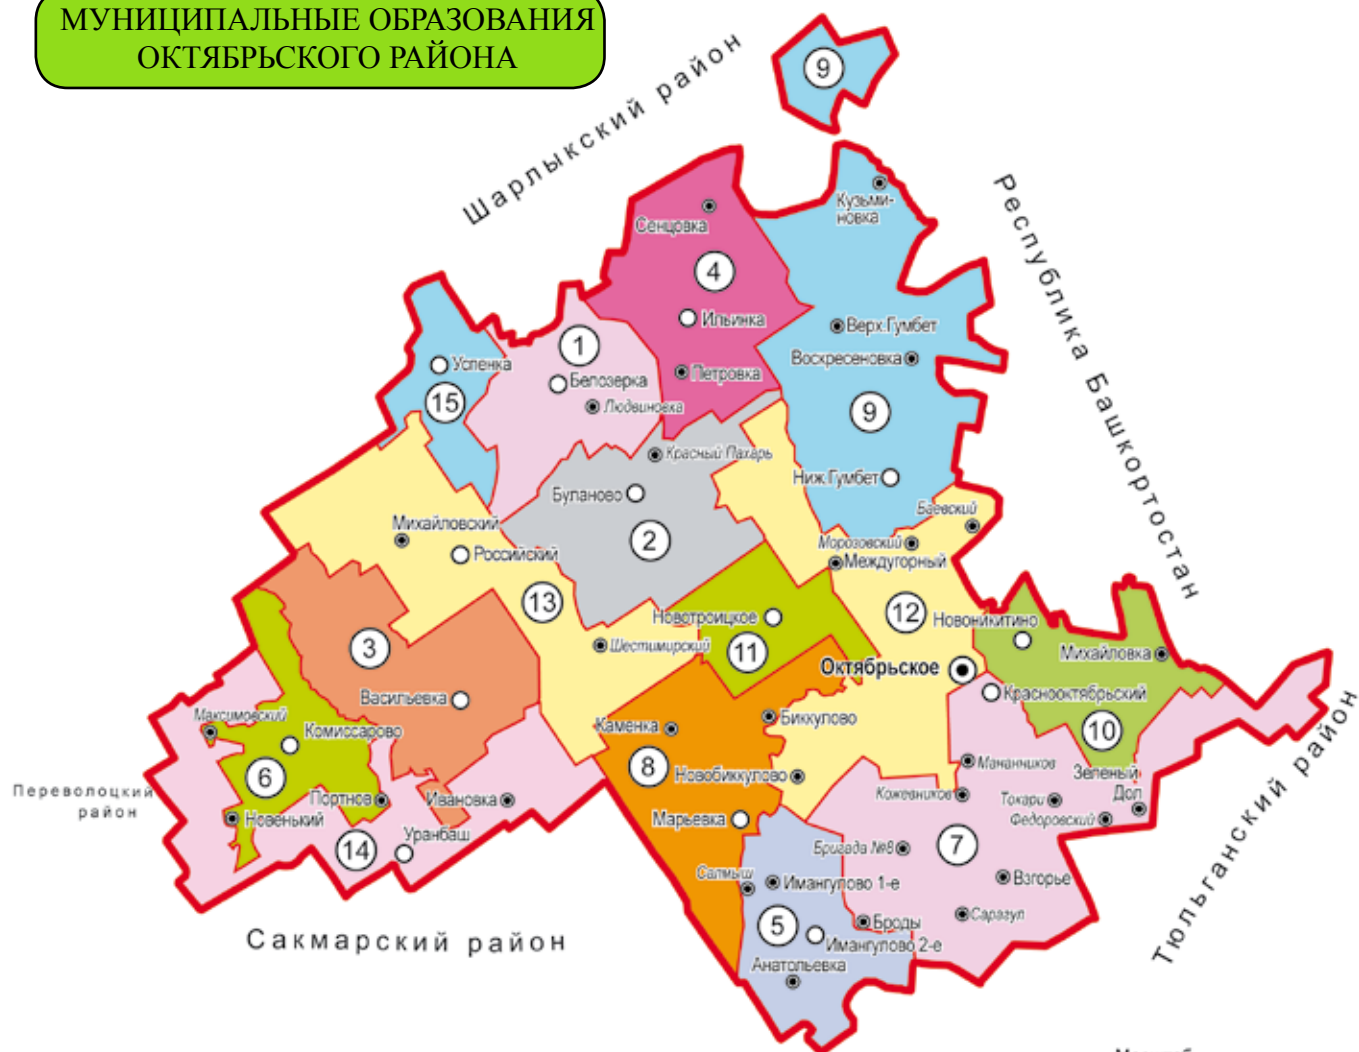 МУНИЦИПАЛЬНЫЕ ОБРАЗОВАНИЯ
ОКТЯБРЬСКОГО РАЙОНА
9
Шарлыкский район
Республика Башкортостан
Кузьми-
новка
Сенцовка
4
Ильинка
Верх.Гумбет
1
Воскресеновка
Успенка
Петровка
Белозерка
15
Людвиновка
9
Красный Пахарь
Ниж.Гумбет
Буланово
Баевский
Михайловский
2
Морозовский
Российский
Междугорный
13
12
Новотроицкое
Новоникитино
3
Шестимирский
11
Михайловка
Октябрьское
Васильевка
Краснооктябрьский
Максимовский
Каменка
Биккулово
Комиссарово
10
Мананников
8
Зеленый
Дол
6
Новобиккулово
Переволоцкий
район
Портнов
Ивановка
Кожевников
Токари
Федоровский
Новенький
Марьевка
Уранбаш
14
Бригада №8
7
Салмыш
Имангулово 1-е
Взгорье
Сарагул
5
Броды
Имангулово 2-е
Сакмарский район
Анатольевка
Тюльганский район